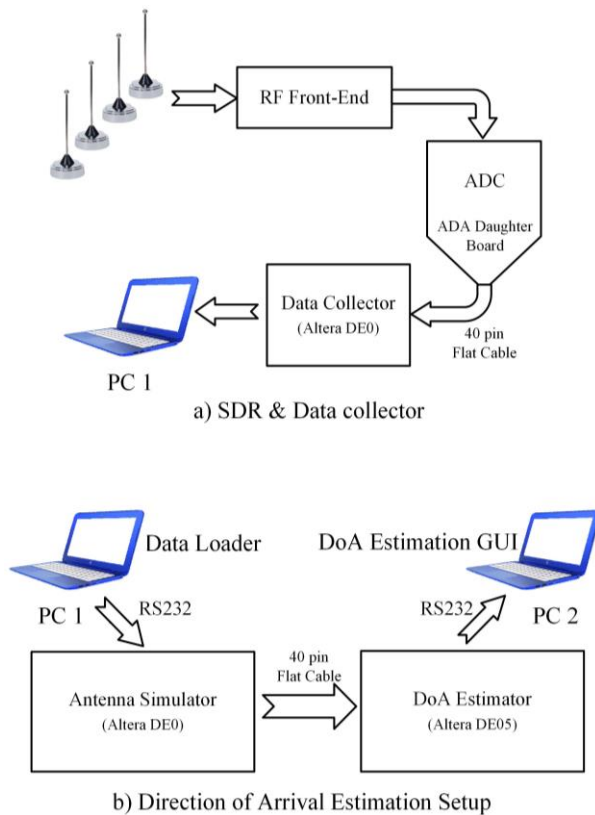 RF Front-End
ADC
ADA Daughter
Board
Data Collector
(Altera DE0)
40 pin
Flat Cable
PC 1
a) SDR & Data collector
Data Loader
DoA Estimation GUI
PC 1
RS232
RS232
PC 2
40 pin
Flat Cable
Antenna Simulator
(Altera DE0)
DoA Estimator
(Altera DE05)
b) Direction of Arrival Estimation Setup